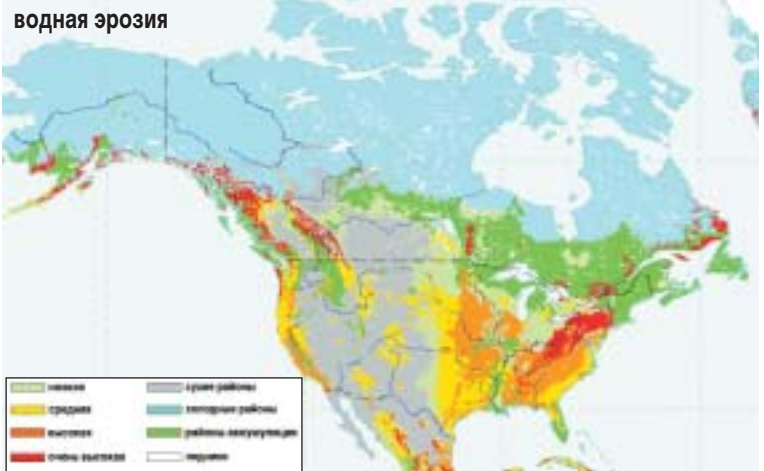 водная эрозия
низкая
средняя
высокая
очень высокая
сухие районы
холодные районы
районы аккумуляции
ледники